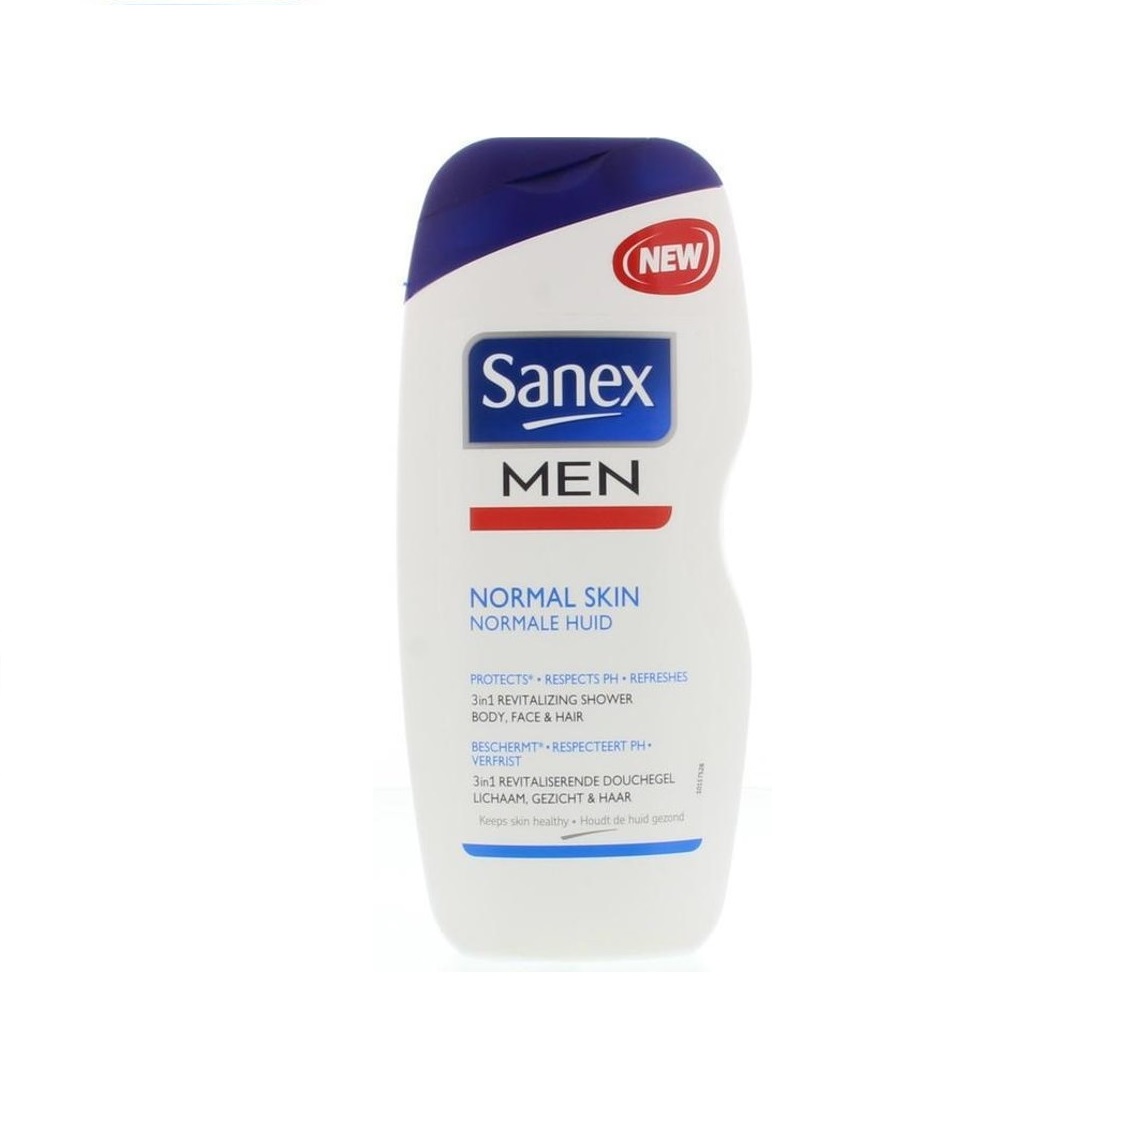 NEW
Sanex
MEN
NORMAL SKIN
NORMALE HUID
PROTECTS* • RESPECTS PH • REFRESHES
3in1 REVITALIZING SHOWER
BODY, FACE & HAIR
BESCHERMT* • RESPECTEERT PH •
VERFRIST
3in1 REVITALISERENDE DOUCHEGEL
LICHAAM, GEZICHT & HAAR
Keeps skin healthy • Houdt de huid gezond